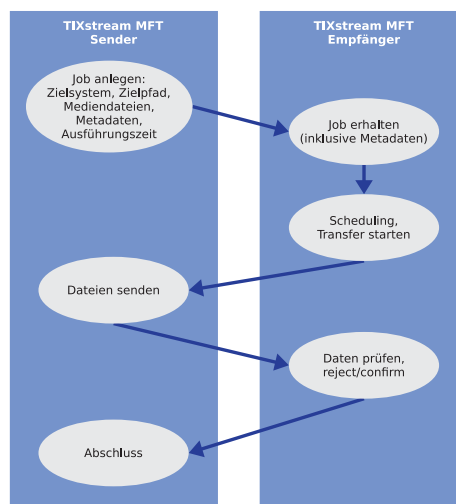 TIXstream MFT
Sender
TIXstream MFT
Empfänger
Job anlegen:
Zielsystem, Zielpfad,
Mediendateien,
Metadaten,
Ausführungszeit
Job erhalten
(inklusive Metadaten)
Scheduling,
Transfer starten
Dateien senden
Daten prüfen,
reject/confirm
Abschluss